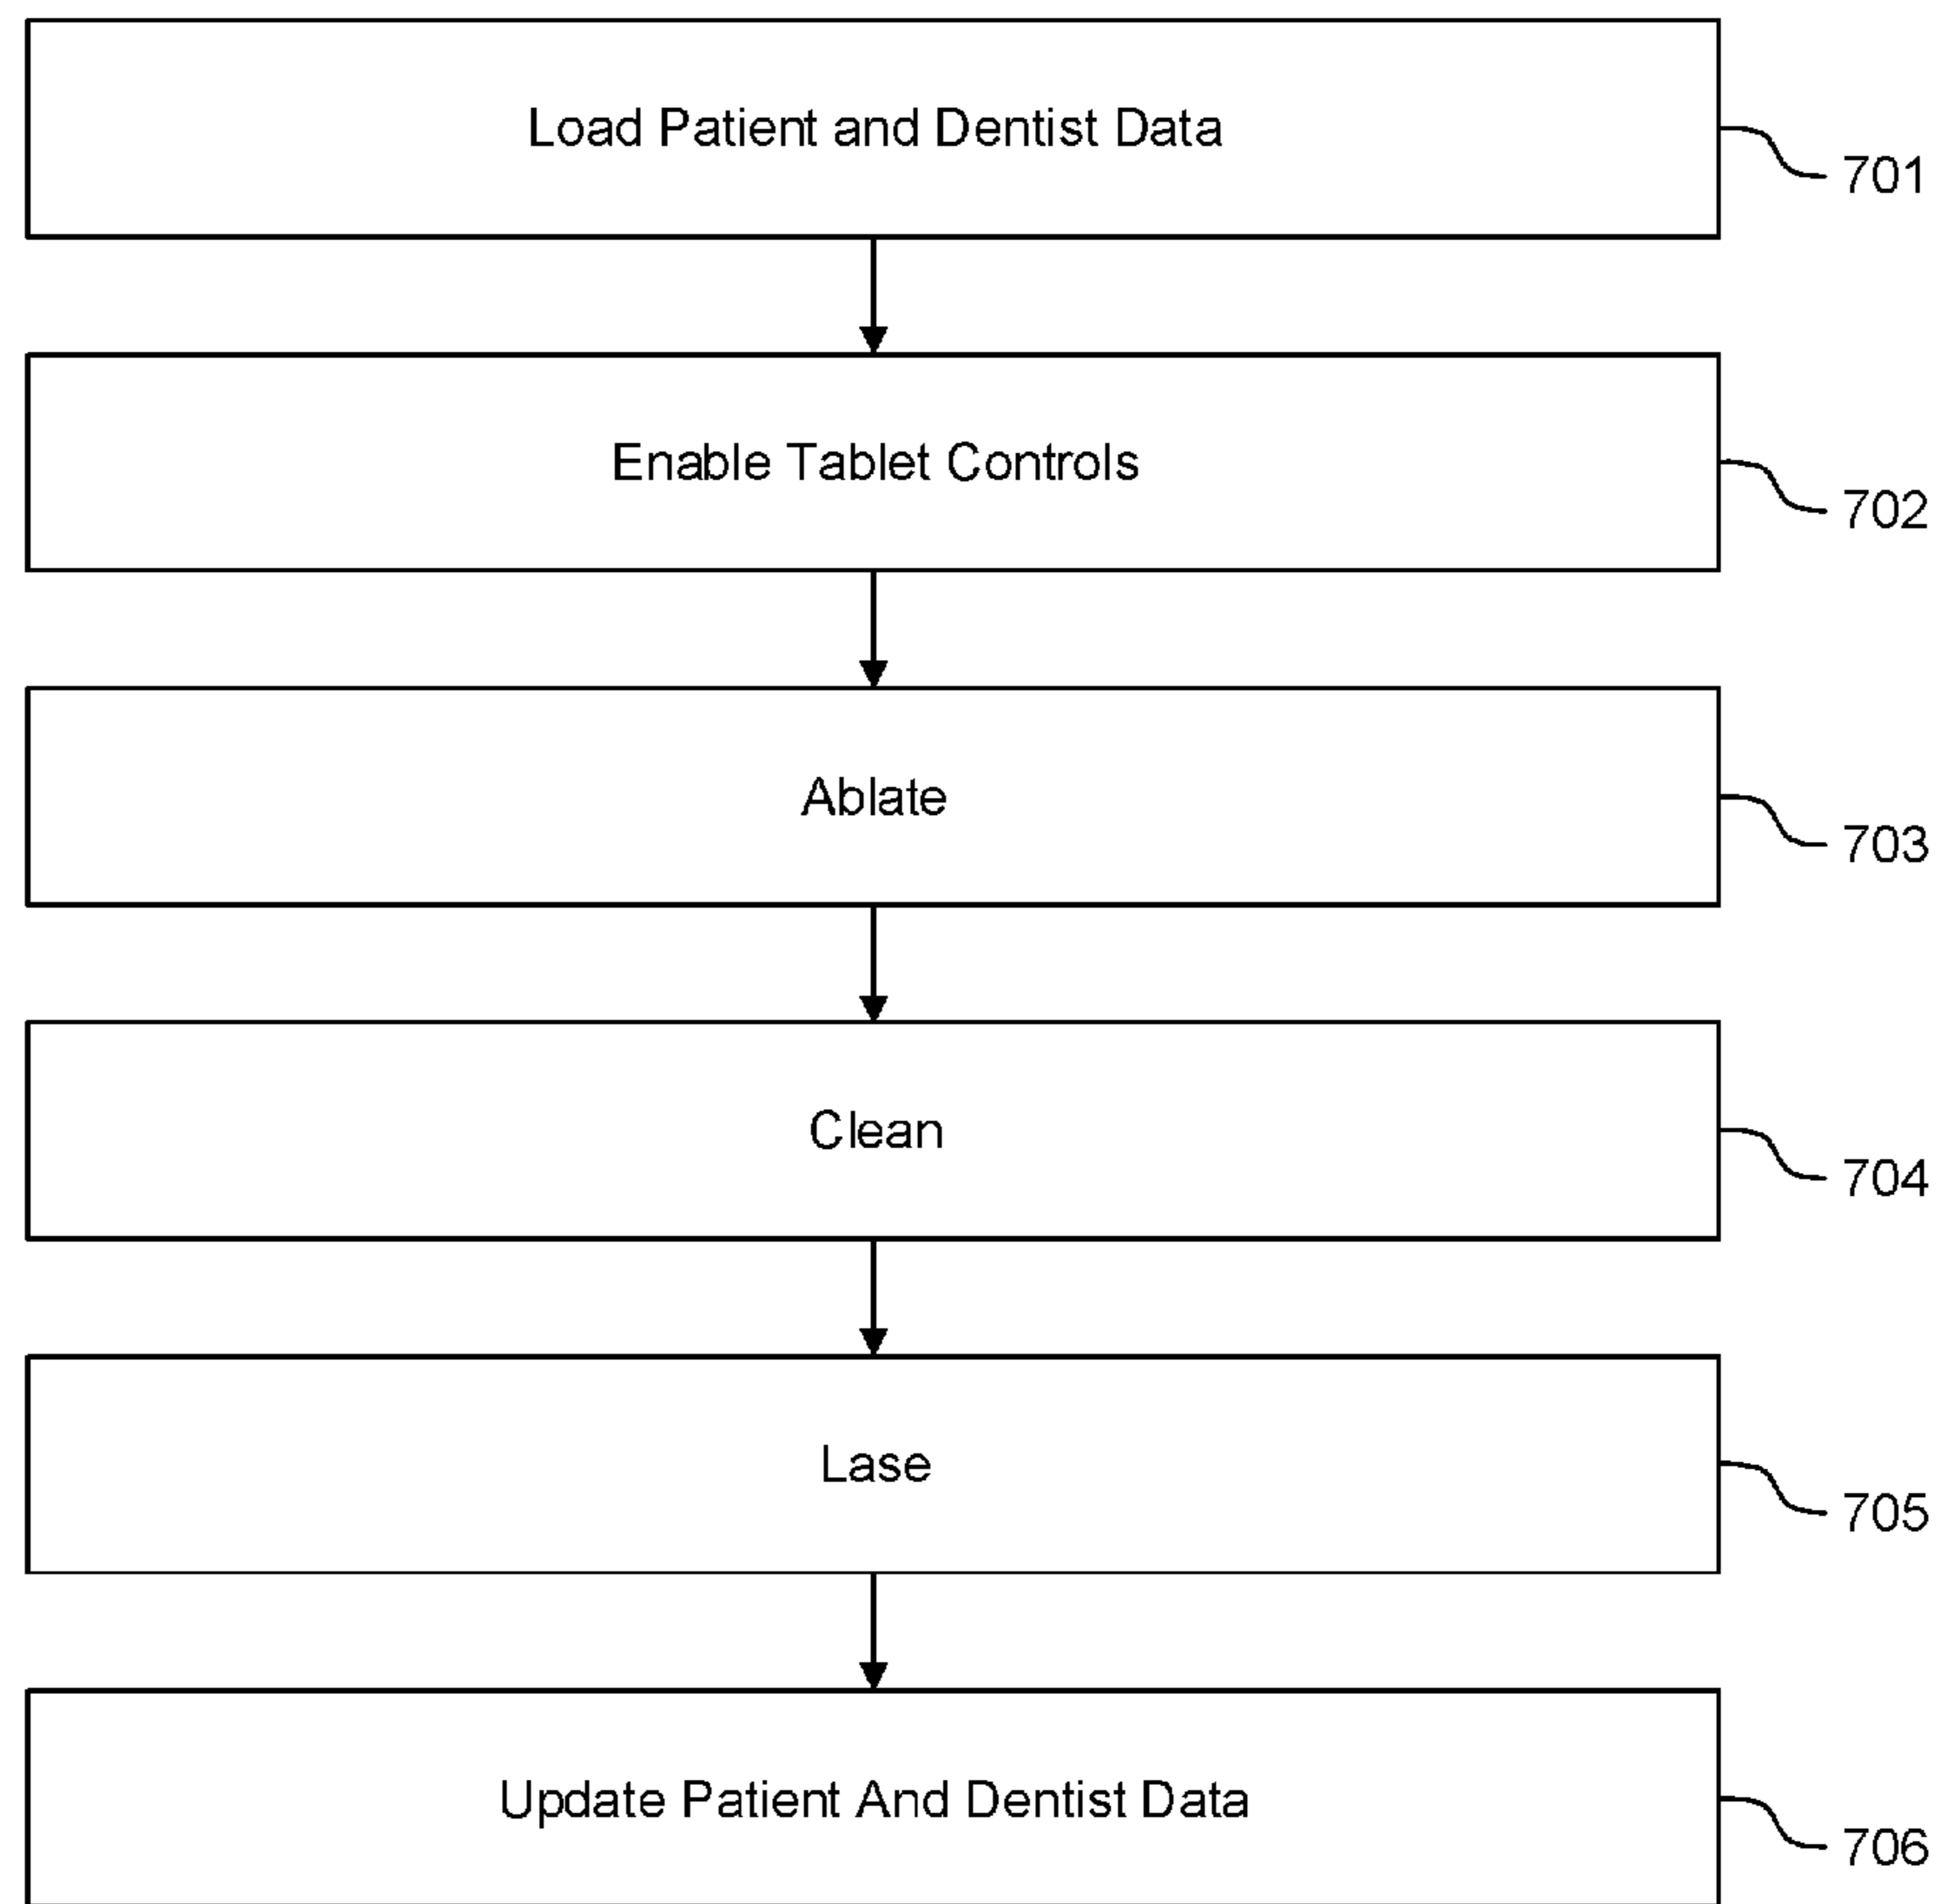 Load Patient and Dentist Data
701
Enable Tablet Controls
702
Ablate
703
Clean
704
Lase
705
Update Patient And Dentist Data
706